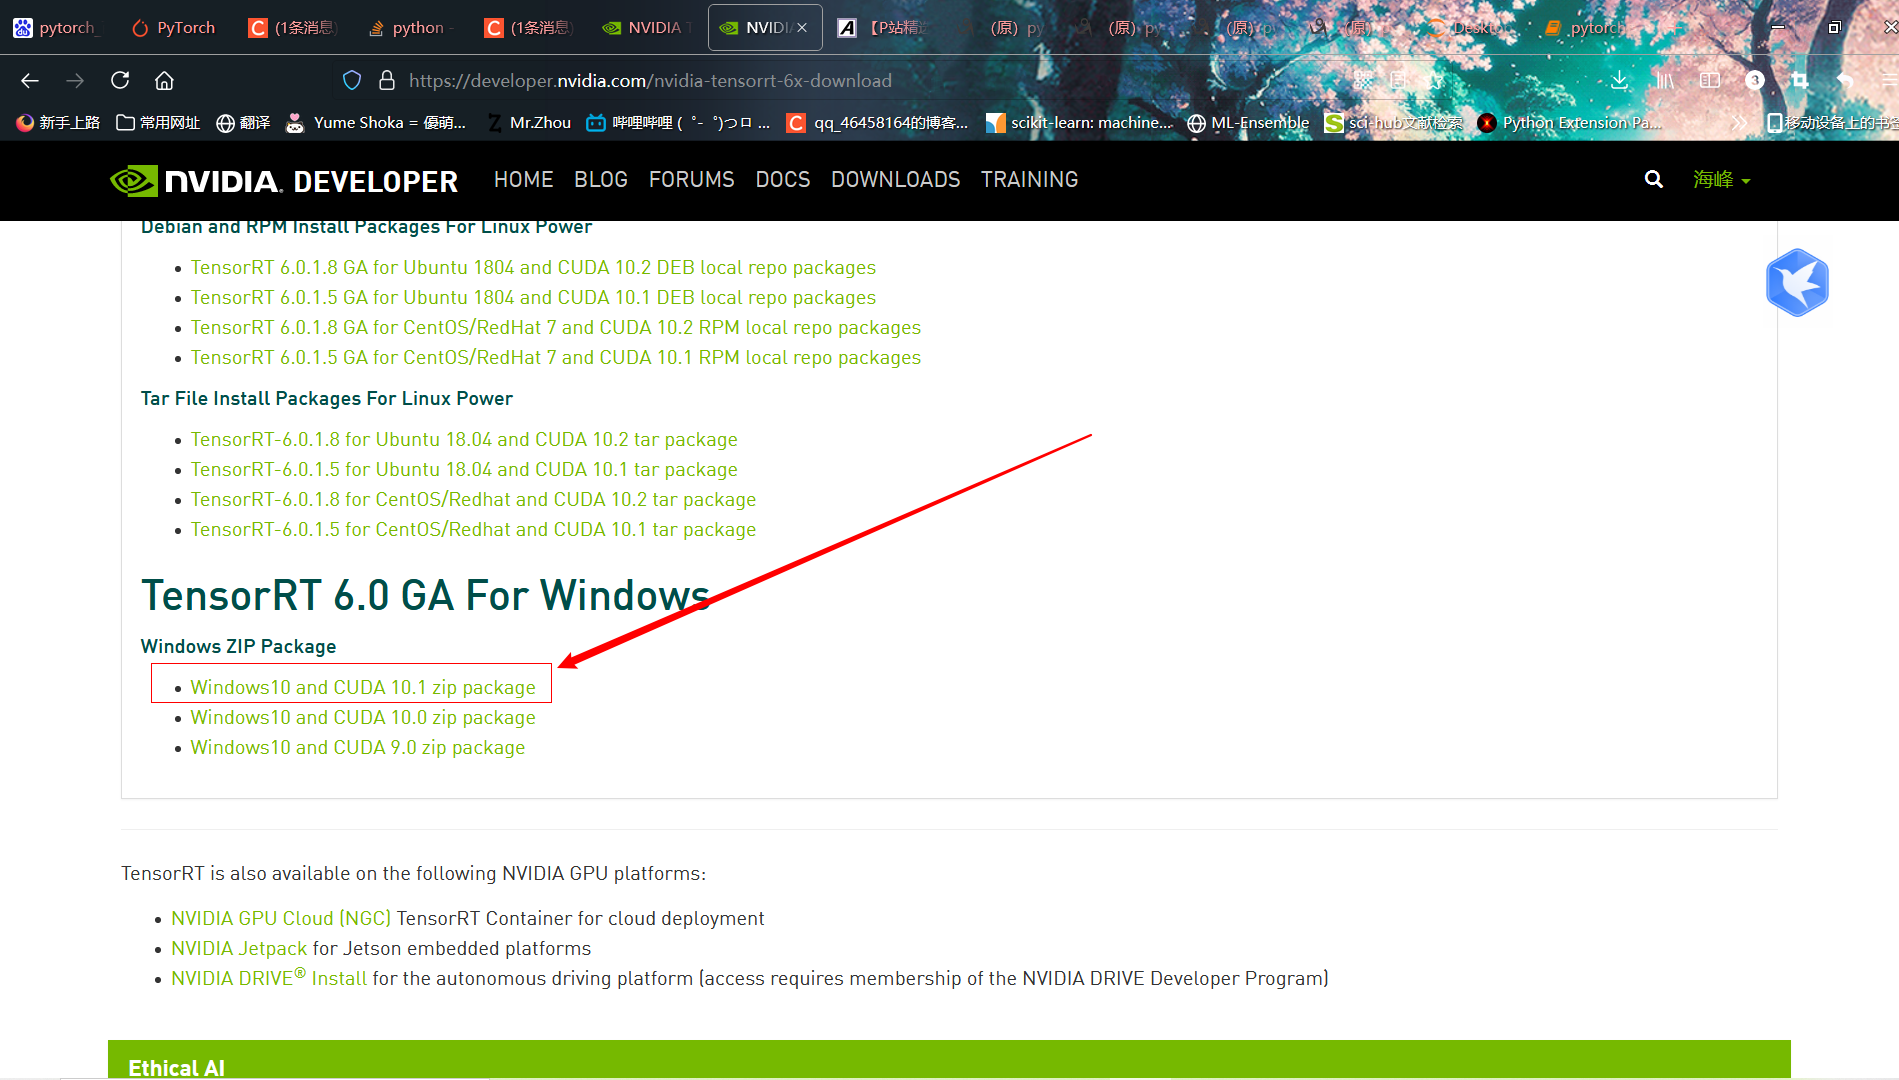 pytorch_
PyTorch
(1条消息)
python -
(1条消息)
NVIDIA T
NVIDI
【P站精选
(原) py
(原) py
(原) p
(原) p
Desktop
pytorch
https://developer.nvidia.com/nvidia-tensorrt-6x-download
3
新手上路
常用网址
翻译
Yume Shoka = 優萌...
Mr.Zhou
哔哩哔哩 ( ゜- ゜)つロ ...
qq_46458164的博客...
scikit-learn: machine...
ML-Ensemble
sci-hub文献检索
Python Extension Pa...
移动设备上的书签
NVIDIA. DEVELOPER
HOME
BLOG
FORUMS
DOCS
DOWNLOADS
TRAINING
海峰
Debian and RPM Install Packages For Linux Power
TensorRT 6.0.1.8 GA for Ubuntu 1804 and CUDA 10.2 DEB local repo packages
TensorRT 6.0.1.5 GA for Ubuntu 1804 and CUDA 10.1 DEB local repo packages
TensorRT 6.0.1.8 GA for CentOS/RedHat 7 and CUDA 10.2 RPM local repo packages
TensorRT 6.0.1.5 GA for CentOS/RedHat 7 and CUDA 10.1 RPM local repo packages
Tar File Install Packages For Linux Power
TensorRT-6.0.1.8 for Ubuntu 18.04 and CUDA 10.2 tar package
TensorRT-6.0.1.5 for Ubuntu 18.04 and CUDA 10.1 tar package
TensorRT-6.0.1.8 for CentOS/Redhat and CUDA 10.2 tar package
TensorRT-6.0.1.5 for CentOS/Redhat and CUDA 10.1 tar package
TensorRT 6.0 GA For Windows
Windows ZIP Package
Windows10 and CUDA 10.1 zip package
Windows10 and CUDA 10.0 zip package
Windows10 and CUDA 9.0 zip package
TensorRT is also available on the following NVIDIA GPU platforms:
NVIDIA GPU Cloud (NGC) TensorRT Container for cloud deployment
NVIDIA Jetpack for Jetson embedded platforms
NVIDIA DRIVE® Install for the autonomous driving platform (access requires membership of the NVIDIA DRIVE Developer Program)
Ethical AI